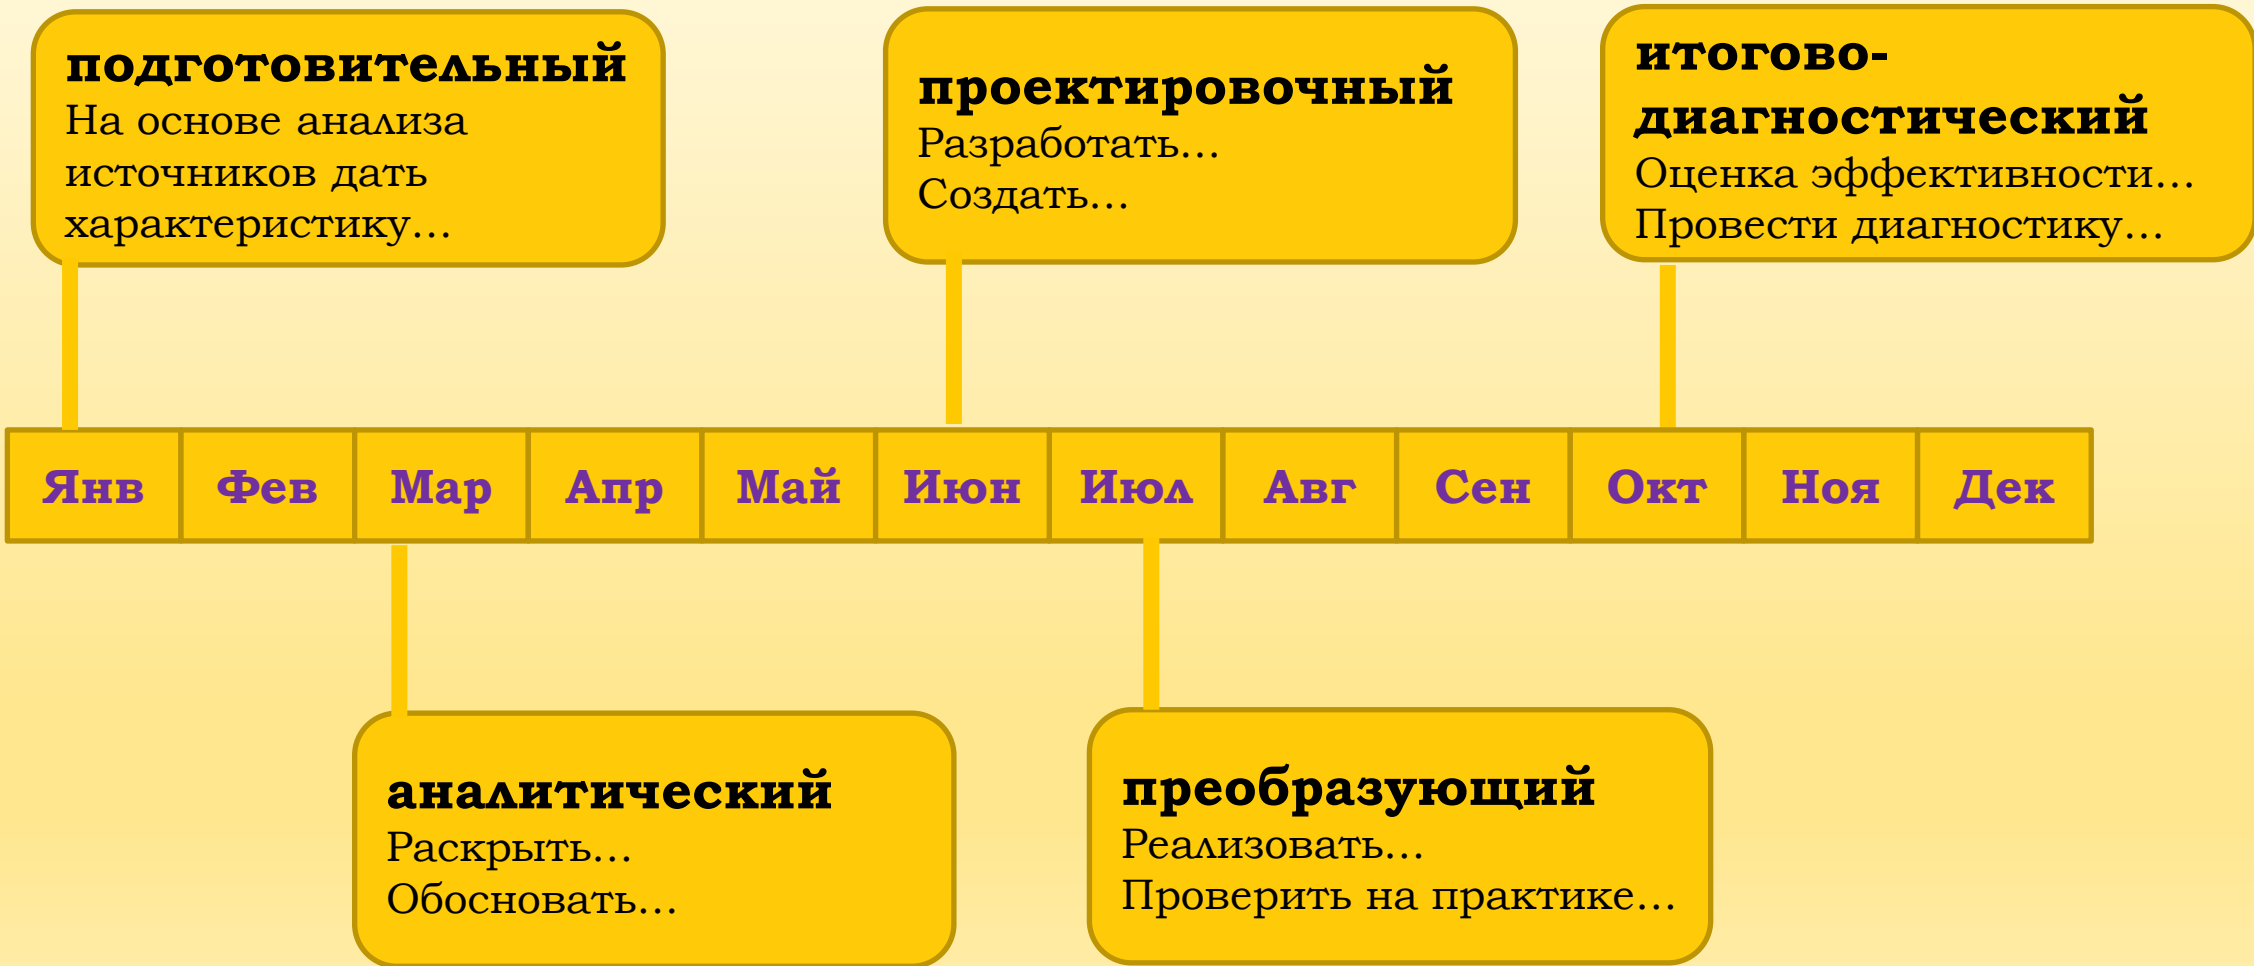 подготовительный
На основе анализа
источников дать
характеристику…
проектировочный
Разработать…
Создать…
итогово-
диагностический
Оценка эффективности…
Провести диагностику…
Янв Фев Мар Апр Май Июн Июл Авг Сен Окт Ноя Дек
аналитический
Раскрыть…
Обосновать…
преобразующий
Реализовать…
Проверить на практике…